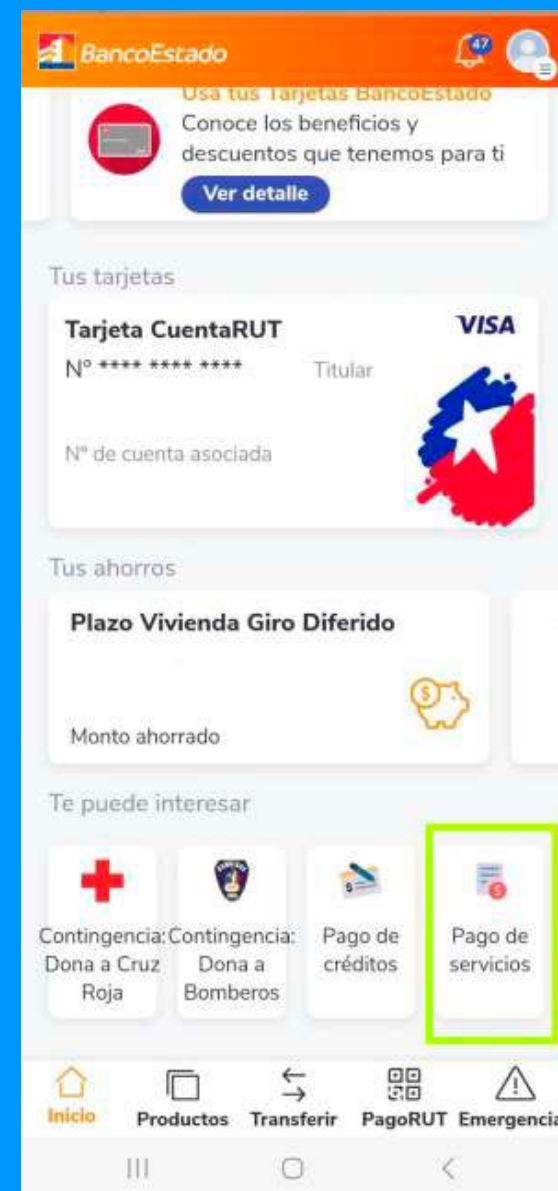 BancoEstado
47
Usa tus Tarjetas BancoEstado
Conoce los beneficios y
descuentos que tenemos para ti
Ver detalle
Tus tarjetas
Tarjeta CuentaRUT
VISA
N° **** **** ****
Titular
N° de cuenta asociada
Tus ahorros
Plazo Vivienda Giro Diferido
Monto ahorrado
Te puede interesar
Contingencia:
Dona a Cruz
Roja
Contingencia:
Dona a
Bomberos
Pago de
créditos
Pago de
servicios
Inicio
Productos
Transferir
PagoRUT
Emergencia